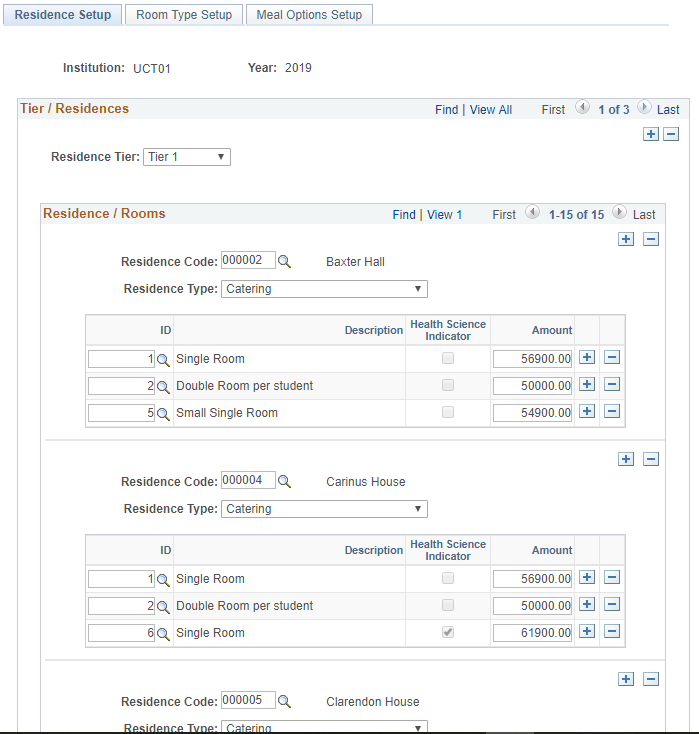 Residence Setup Room Type Setup Meal Options Setup
Institution: UCT01 Year: 2019
Tier / Residences Find | View All First 1 of 3 Last
Residence Tier: Tier 1
Residence / Rooms Find | View 1 First 1-15 of 15 Last
Residence Code: 000002 Baxter Hall
Residence Type: Catering
ID Description Health Science Indicator Amount
1 Single Room 56900.00
2 Double Room per student 50000.00
5 Small Single Room 54900.00
Residence Code: 000004 Carinus House
Residence Type: Catering
ID Description Health Science Indicator Amount
1 Single Room 56900.00
2 Double Room per student 50000.00
6 Single Room 61900.00
Residence Code: 000005 Clarendon House
Residence Type: Catering